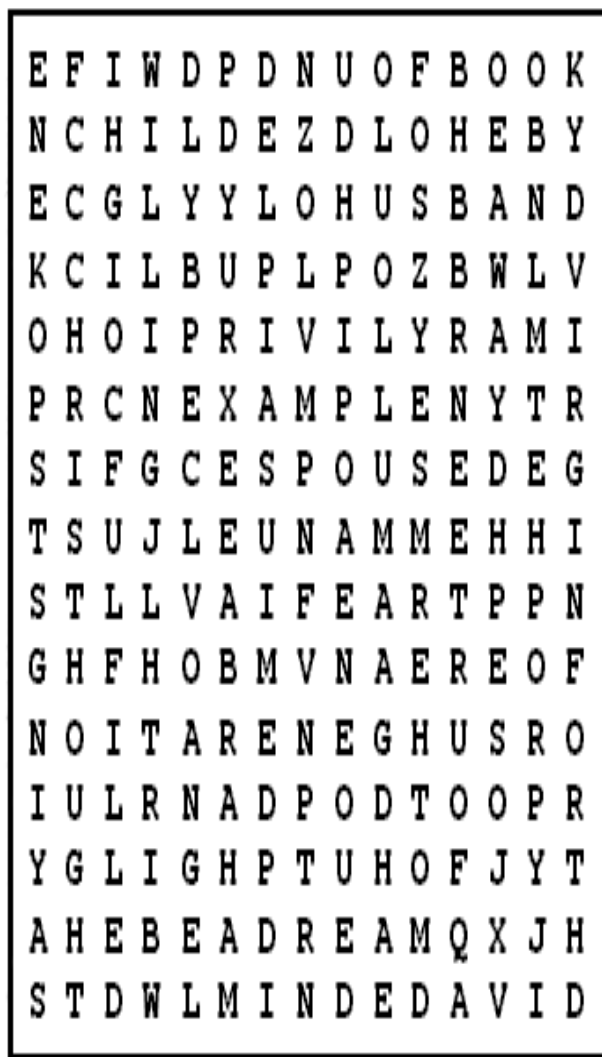 E F I W D P D N U O F B O O K
N C H I L D E Z D L O H E B Y
E C G L Y Y L O H U S B A N D
K C I L B U P L P O Z B W L V
O H O I P R I V I L Y R A M I
P R C N E X A M P L E N Y T R
S I F G C E S P O U S E D E G
T S U J L E U N A M M E H H I
S T L L V A I F E A R T P P N
G H F H O B M V N A E R E O F
N O I T A R E N E G H U S R O
I U L R N A D P O D T O O P R
Y G L I G H P T U H O F J Y T
A H E B E A D R E A M Q X J H
S T D W L M I N D E D A V I D